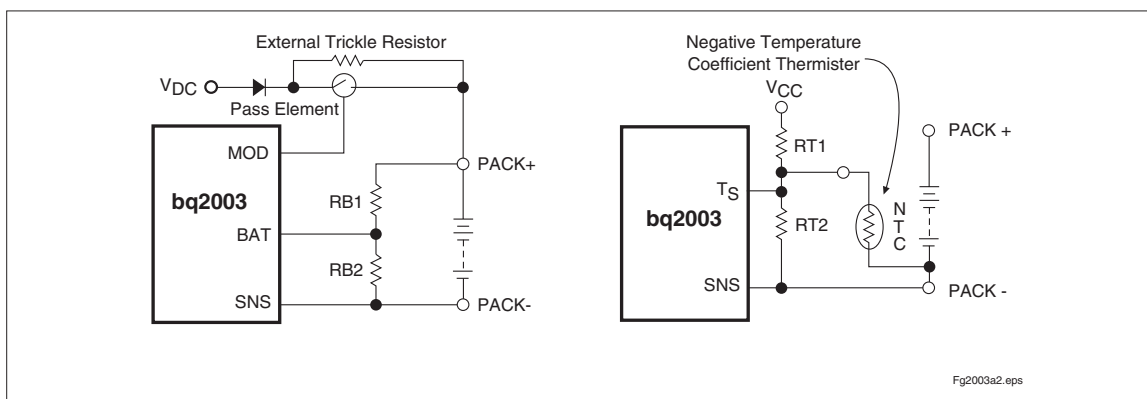 External Trickle Resistor
VDC
Pass Element
MOD
PACK+
bq2003
RB1
BAT
RB2
SNS
PACK-
Negative Temperature
Coefficient Thermister
VCC
PACK +
RT1
TS
bq2003
RT2
N
T
C
SNS
PACK -
Fg2003a2.eps